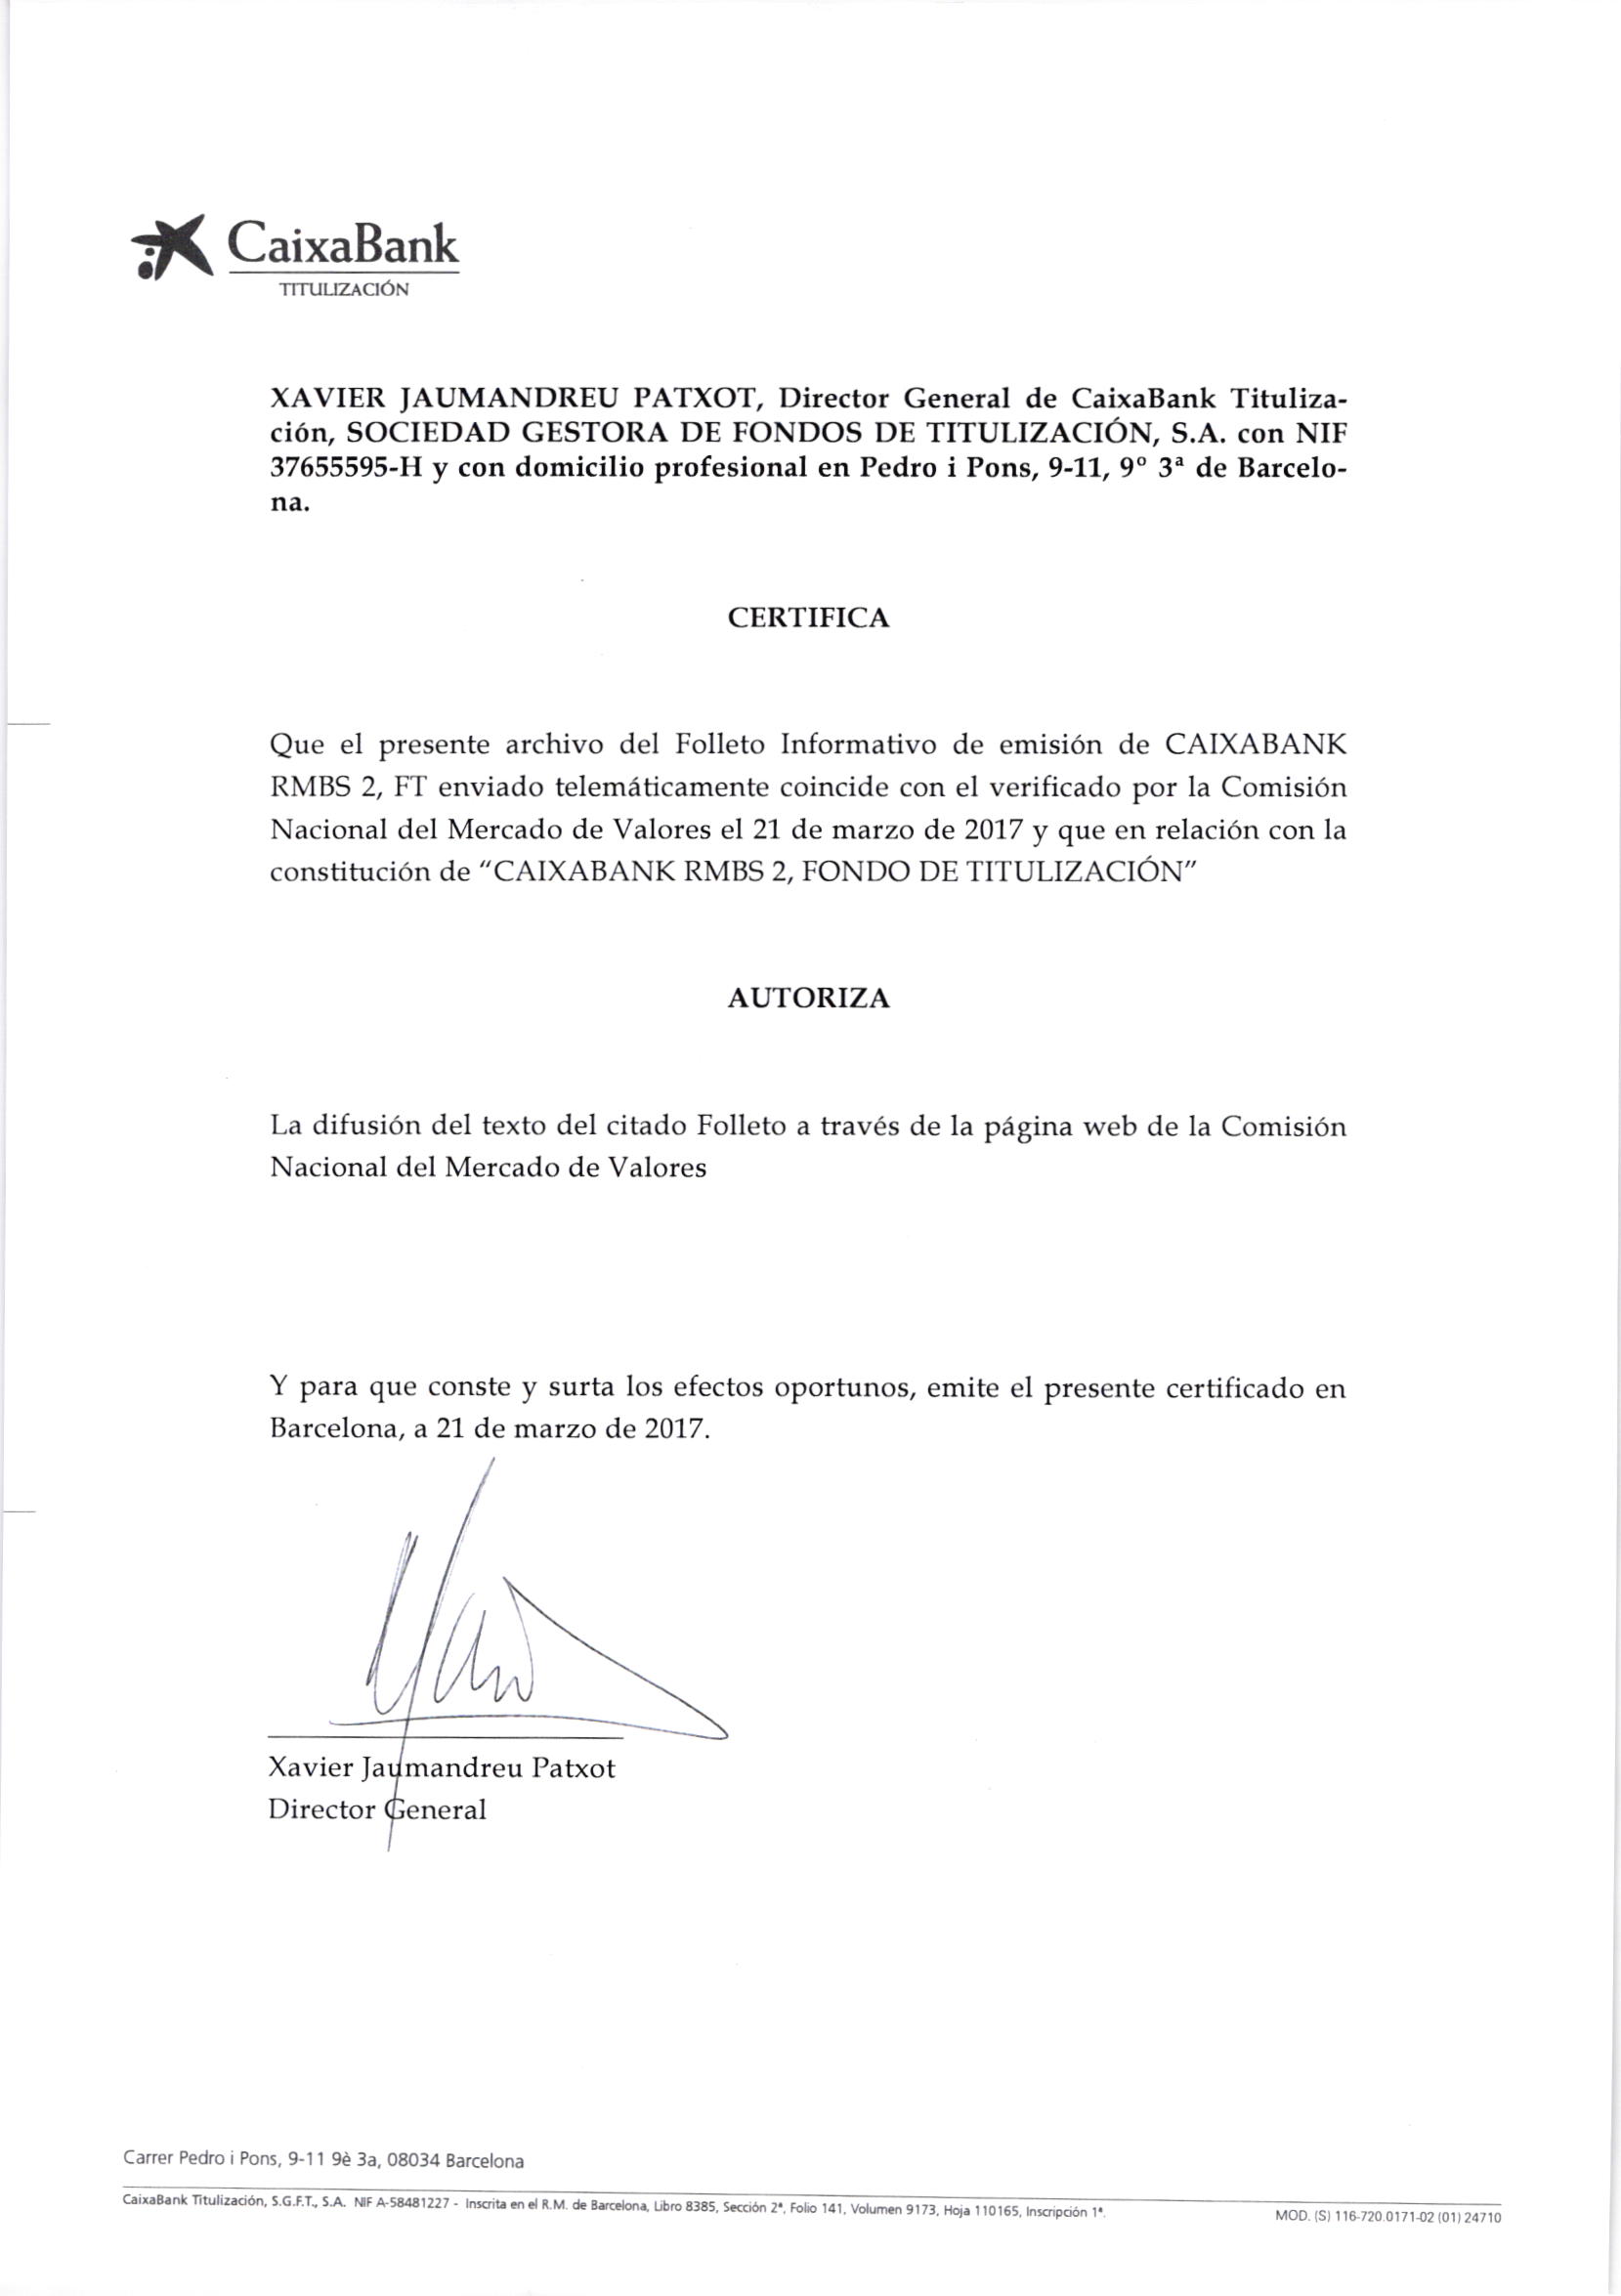 CaixaBank
TITULIZACIÓN
XAVIER JAUMANDREU PATXOT, Director General de CaixaBank Tituliza-
ción, SOCIEDAD GESTORA DE FONDOS DE TITULIZACIÓN, S.A. con NIF
37655595-H y con domicilio profesional en Pedro i Pons, 9-11, 9º 3ª de Barcelo-
na.
CERTIFICA
Que el presente archivo del Folleto Informativo de emisión de CAIXABANK
RMBS 2, FT enviado telemáticamente coincide con el verificado por la Comisión
Nacional del Mercado de Valores el 21 de marzo de 2017 y que en relación con la
constitución de “CAIXABANK RMBS 2, FONDO DE TITULIZACIÓN”
AUTORIZA
La difusión del texto del citado Folleto a través de la página web de la Comisión
Nacional del Mercado de Valores
Y para que conste y surta los efectos oportunos, emite el presente certificado en
Barcelona, a 21 de marzo de 2017.
Xavier Jaumandreu Patxot
Director General
Carrer Pedro i Pons, 9-11 9è 3a, 08034 Barcelona
CaixaBank Titulización, S.G.F.T., S.A. NIF A-58481227 - Inscrita en el R.M. de Barcelona, Libro 8385, Sección 2ª, Folio 141, Volumen 9173, Hoja 110165, Inscripción 1ª.
MOD. (S) 116-720.0171-02 (01) 24710